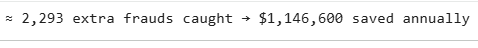 ≈ 2,293 extra frauds caught → $1,146,600 saved annually